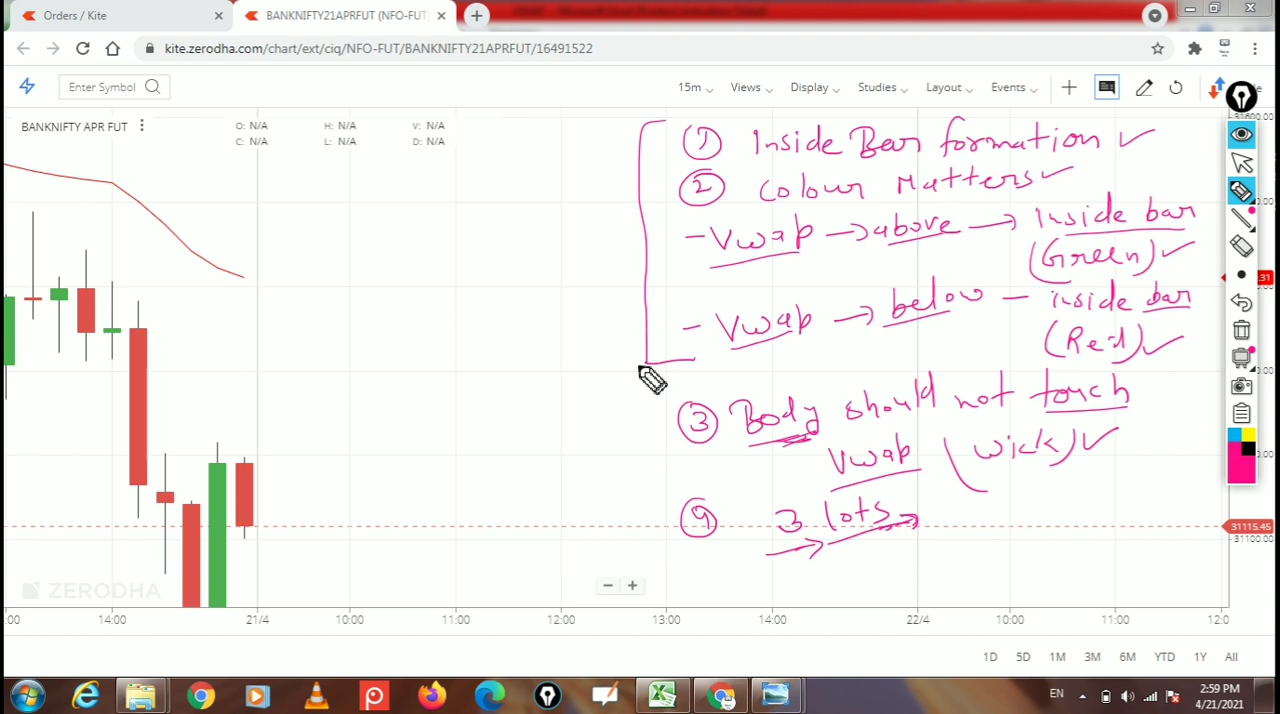 Orders / Kite
BANKNIFTY21APRFUT (NFO-FUT
kite.zerodha.com/chart/ext/ciq/NFO-FUT/BANKNIFTY21APRFUT/16491522
Enter Symbol
15m Views Display Studies Layout Events
BANKNIFTY APR FUT
O: N/A H: N/A V: N/A
C: N/A L: N/A D: N/A
① Inside Bar formation ✓
② Colour Matters ✓
- Vwap → above → Inside bar
(Green) ✓
- Vwap → below – inside bar
(Red) ✓
③ Body should not touch
Vwap (wick) ✓
④ 3 lots
31115.45
31100.00
ZERODHA
14:00 21/4 10:00 11:00 12:00 13:00 14:00 22/4 10:00 11:00
1D 5D 1M 3M 6M YTD 1Y All
EN
2:59 PM
4/21/2021